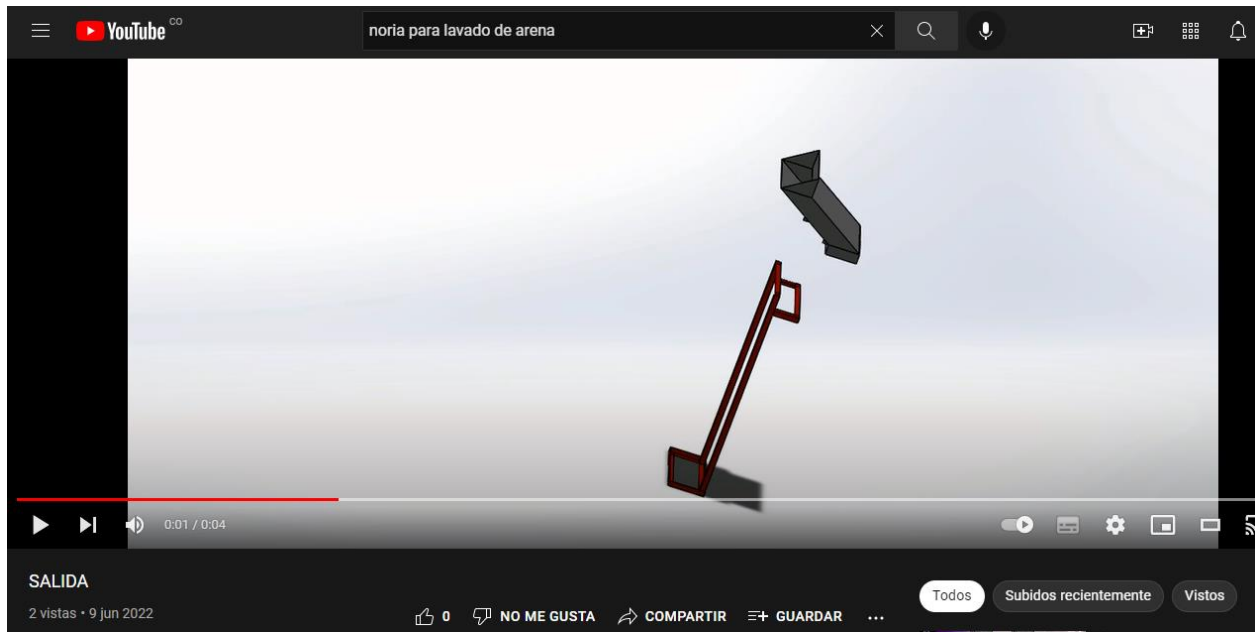 YouTube CO
noria para lavado de arena
0:01 / 0:04
SALIDA
2 vistas • 9 jun 2022
0 NO ME GUSTA COMPARTIR GUARDAR ...
Todos Subidos recientemente Vistos